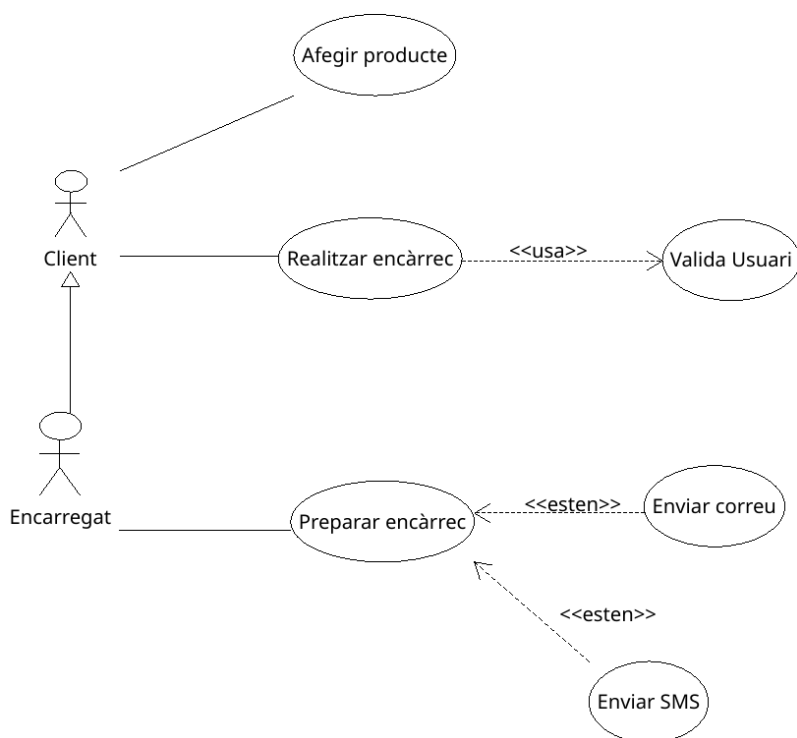 Afegir producte
Client
Realitzar encàrrec
<<usa>>
Valida Usuari
Encarregat
Preparar encàrrec
<<esten>>
Enviar correu
<<esten>>
Enviar SMS